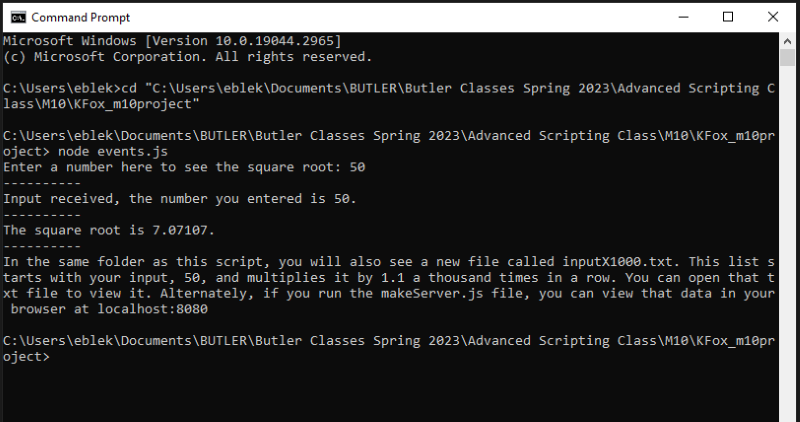 Command Prompt
Microsoft Windows [Version 10.0.19044.2965]
(c) Microsoft Corporation. All rights reserved.
C:\Users\eblek>cd "C:\Users\eblek\Documents\BUTLER\Butler Classes Spring 2023\Advanced Scripting C
lass\M10\KFox_m10project"
C:\Users\eblek\Documents\BUTLER\Butler Classes Spring 2023\Advanced Scripting Class\M10\KFox_m10pr
oject> node events.js
Enter a number here to see the square root: 50
----------
Input received, the number you entered is 50.
----------
The square root is 7.07107.
----------
In the same folder as this script, you will also see a new file called inputX1000.txt. This list s
tarts with your input, 50, and multiplies it by 1.1 a thousand times in a row. You can open that t
xt file to view it. Alternately, if you run the makeServer.js file, you can view that data in your
 browser at localhost:8080
C:\Users\eblek\Documents\BUTLER\Butler Classes Spring 2023\Advanced Scripting Class\M10\KFox_m10pr
oject>